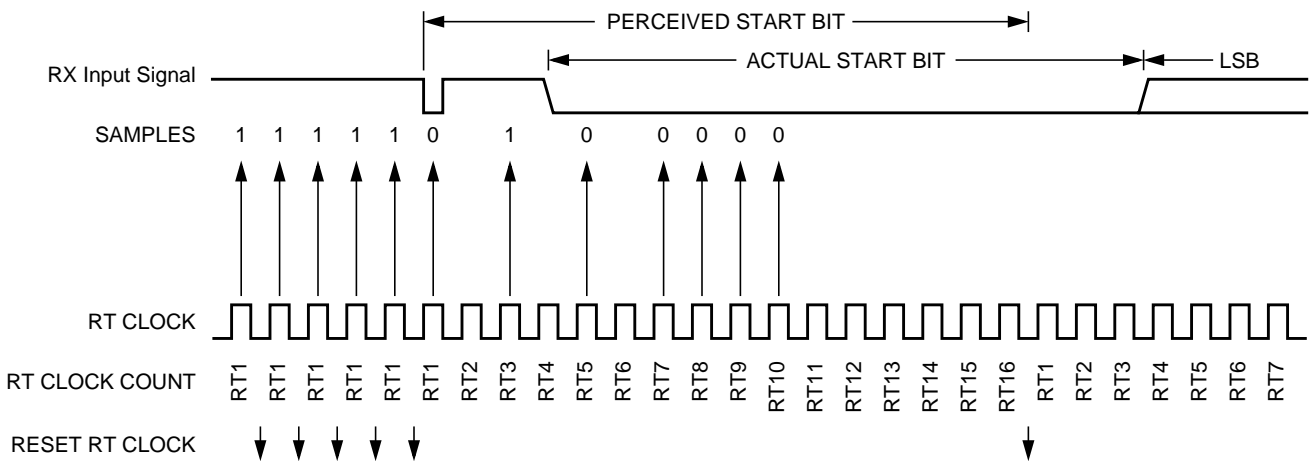 PERCEIVED START BIT
ACTUAL START BIT LSB
RX Input Signal
SAMPLES 1 1 1 1 1 0 1 0 0 0 0 0
RT CLOCK
RT CLOCK COUNT RT1 RT1 RT1 RT1 RT1 RT1 RT2 RT3 RT4 RT5 RT6 RT7 RT8 RT9 RT10 RT11 RT12 RT13 RT14 RT15 RT16 RT1 RT2 RT3 RT4 RT5 RT6 RT7
RESET RT CLOCK